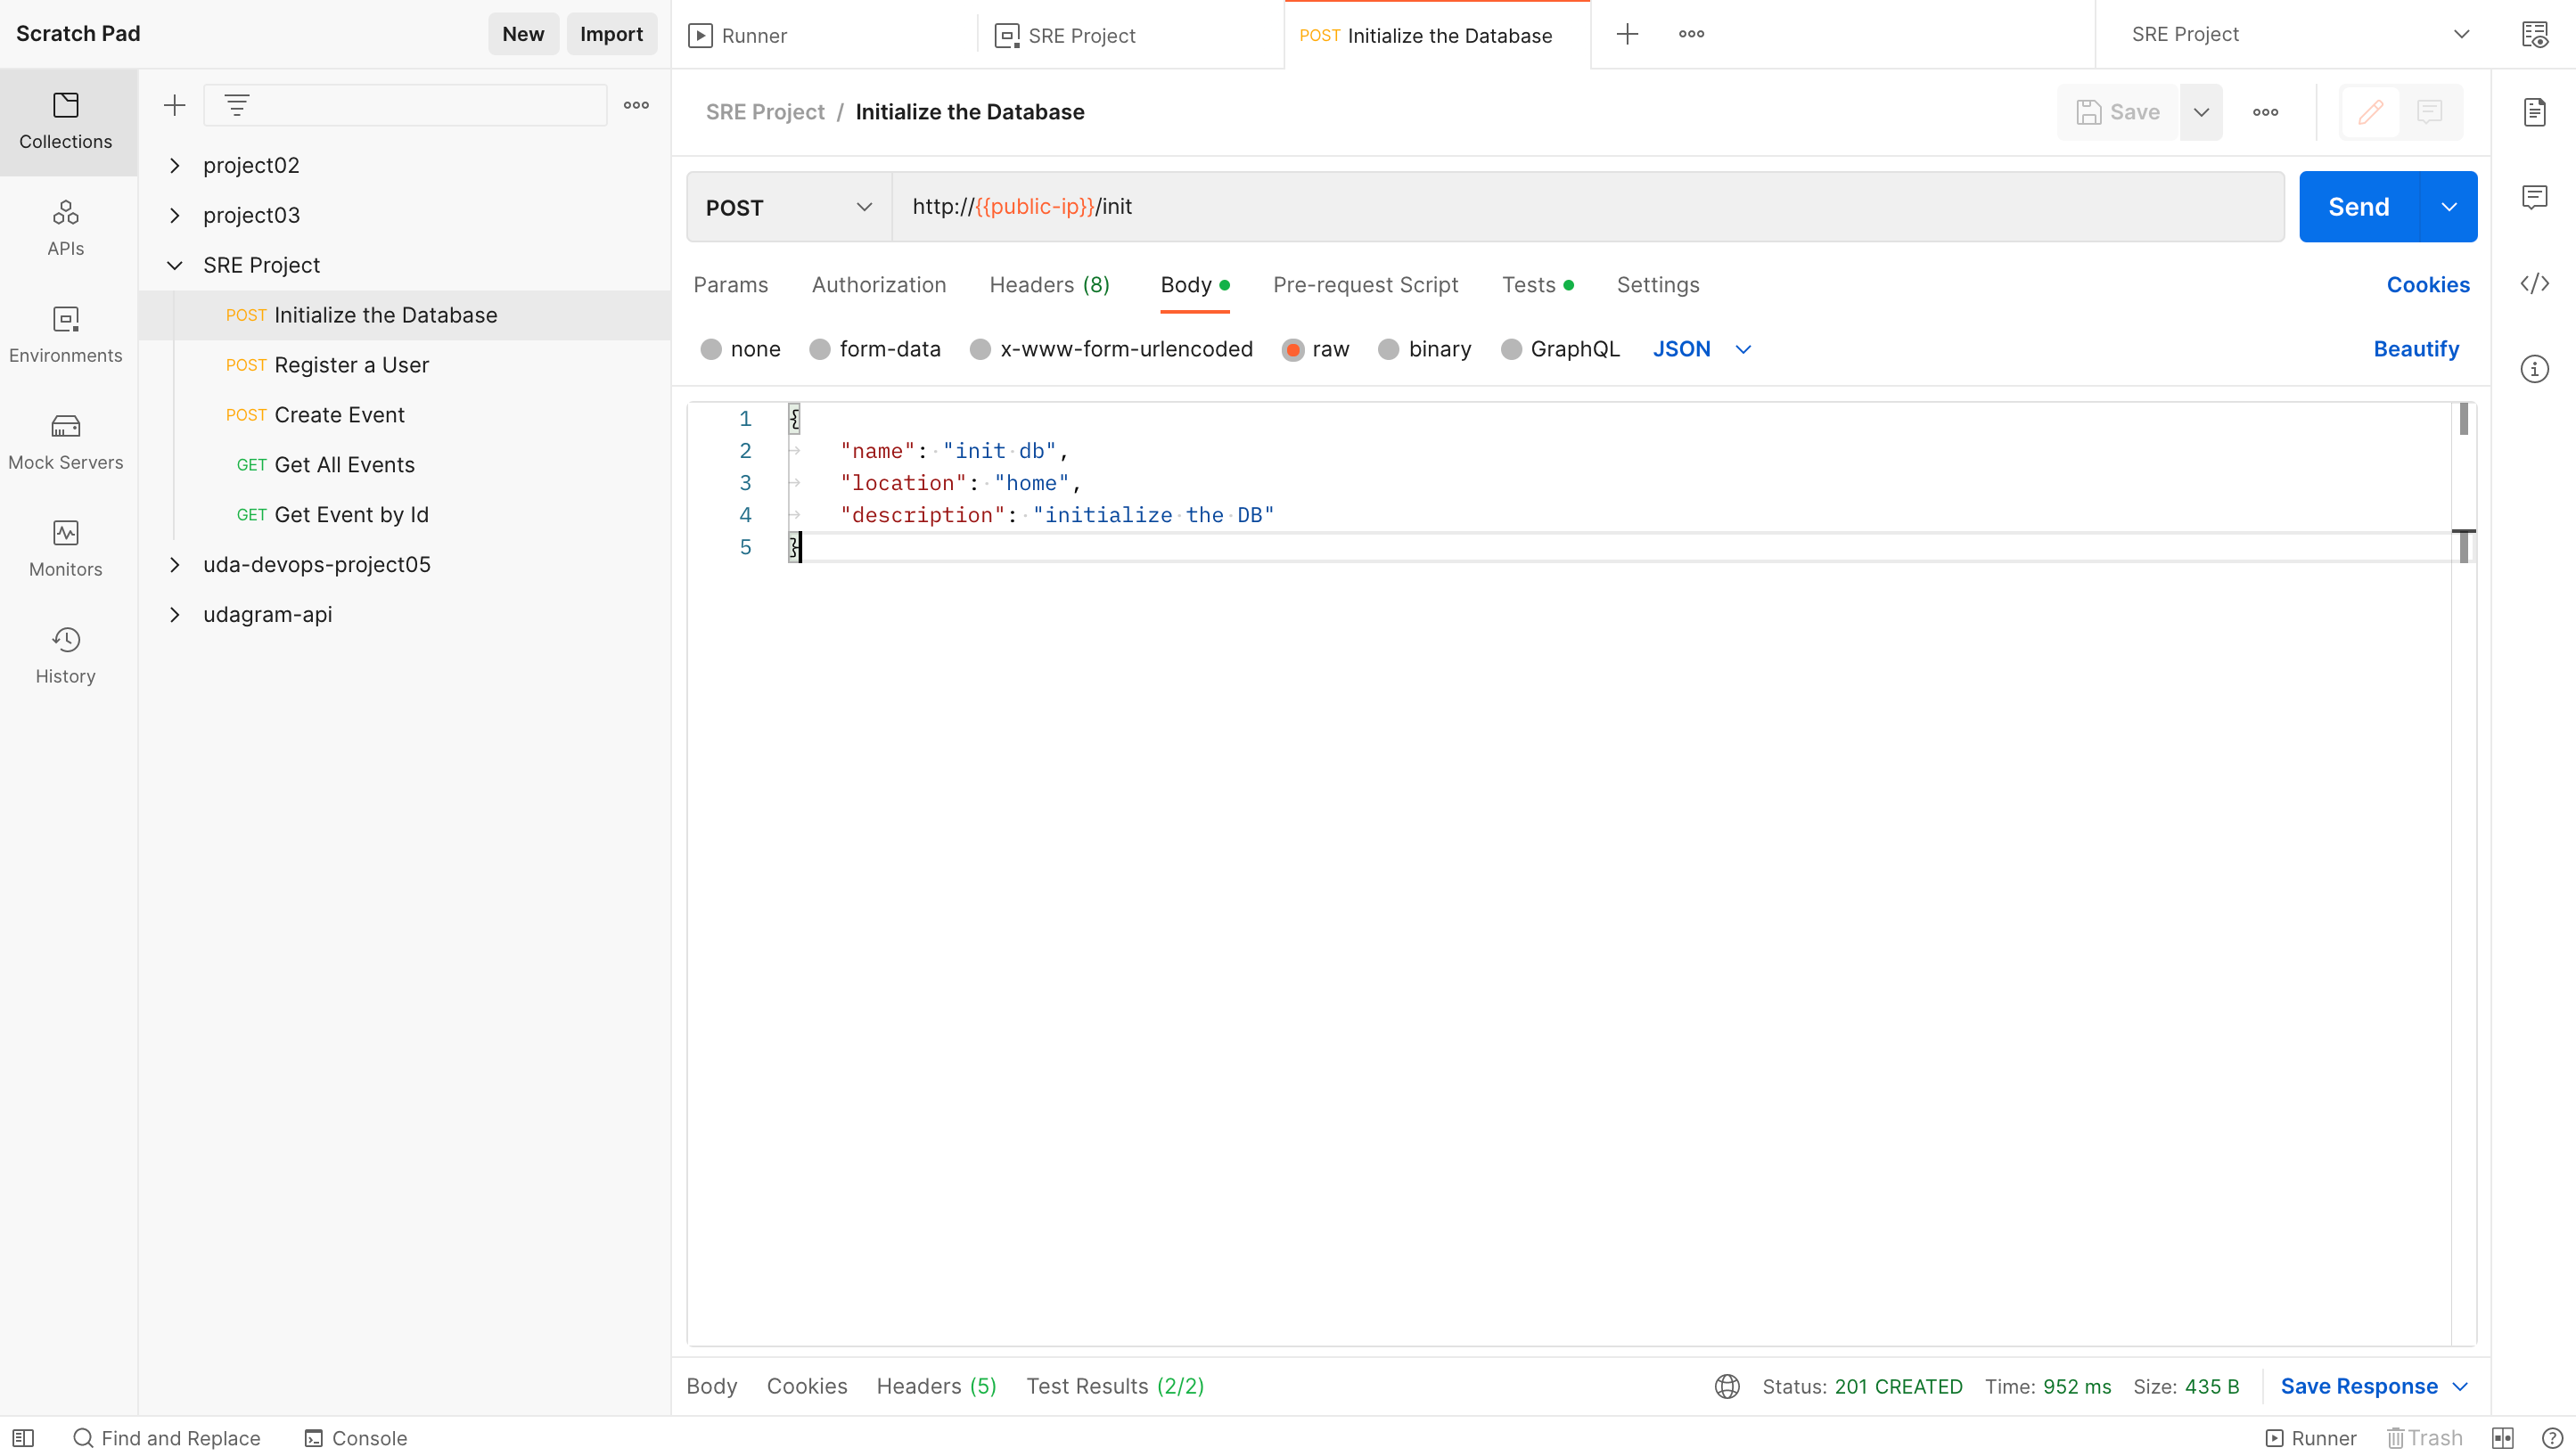 Scratch Pad
New
Import
Runner
SRE Project
POST Initialize the Database
SRE Project
Collections
APIs
Environments
Mock Servers
Monitors
History
project02
project03
SRE Project
POST Initialize the Database
POST Register a User
POST Create Event
GET Get All Events
GET Get Event by Id
uda-devops-project05
udagram-api
SRE Project / Initialize the Database
Save
POST
http://{{public-ip}}/init
Send
Params
Authorization
Headers (8)
Body
Pre-request Script
Tests
Settings
Cookies
none
form-data
x-www-form-urlencoded
raw
binary
GraphQL
JSON
Beautify
1 {
2 "name": "init db",
3 "location": "home",
4 "description": "initialize the DB"
5 }
Body
Cookies
Headers (5)
Test Results (2/2)
Status: 201 CREATED
Time: 952 ms
Size: 435 B
Save Response
Find and Replace
Console
Runner
Trash